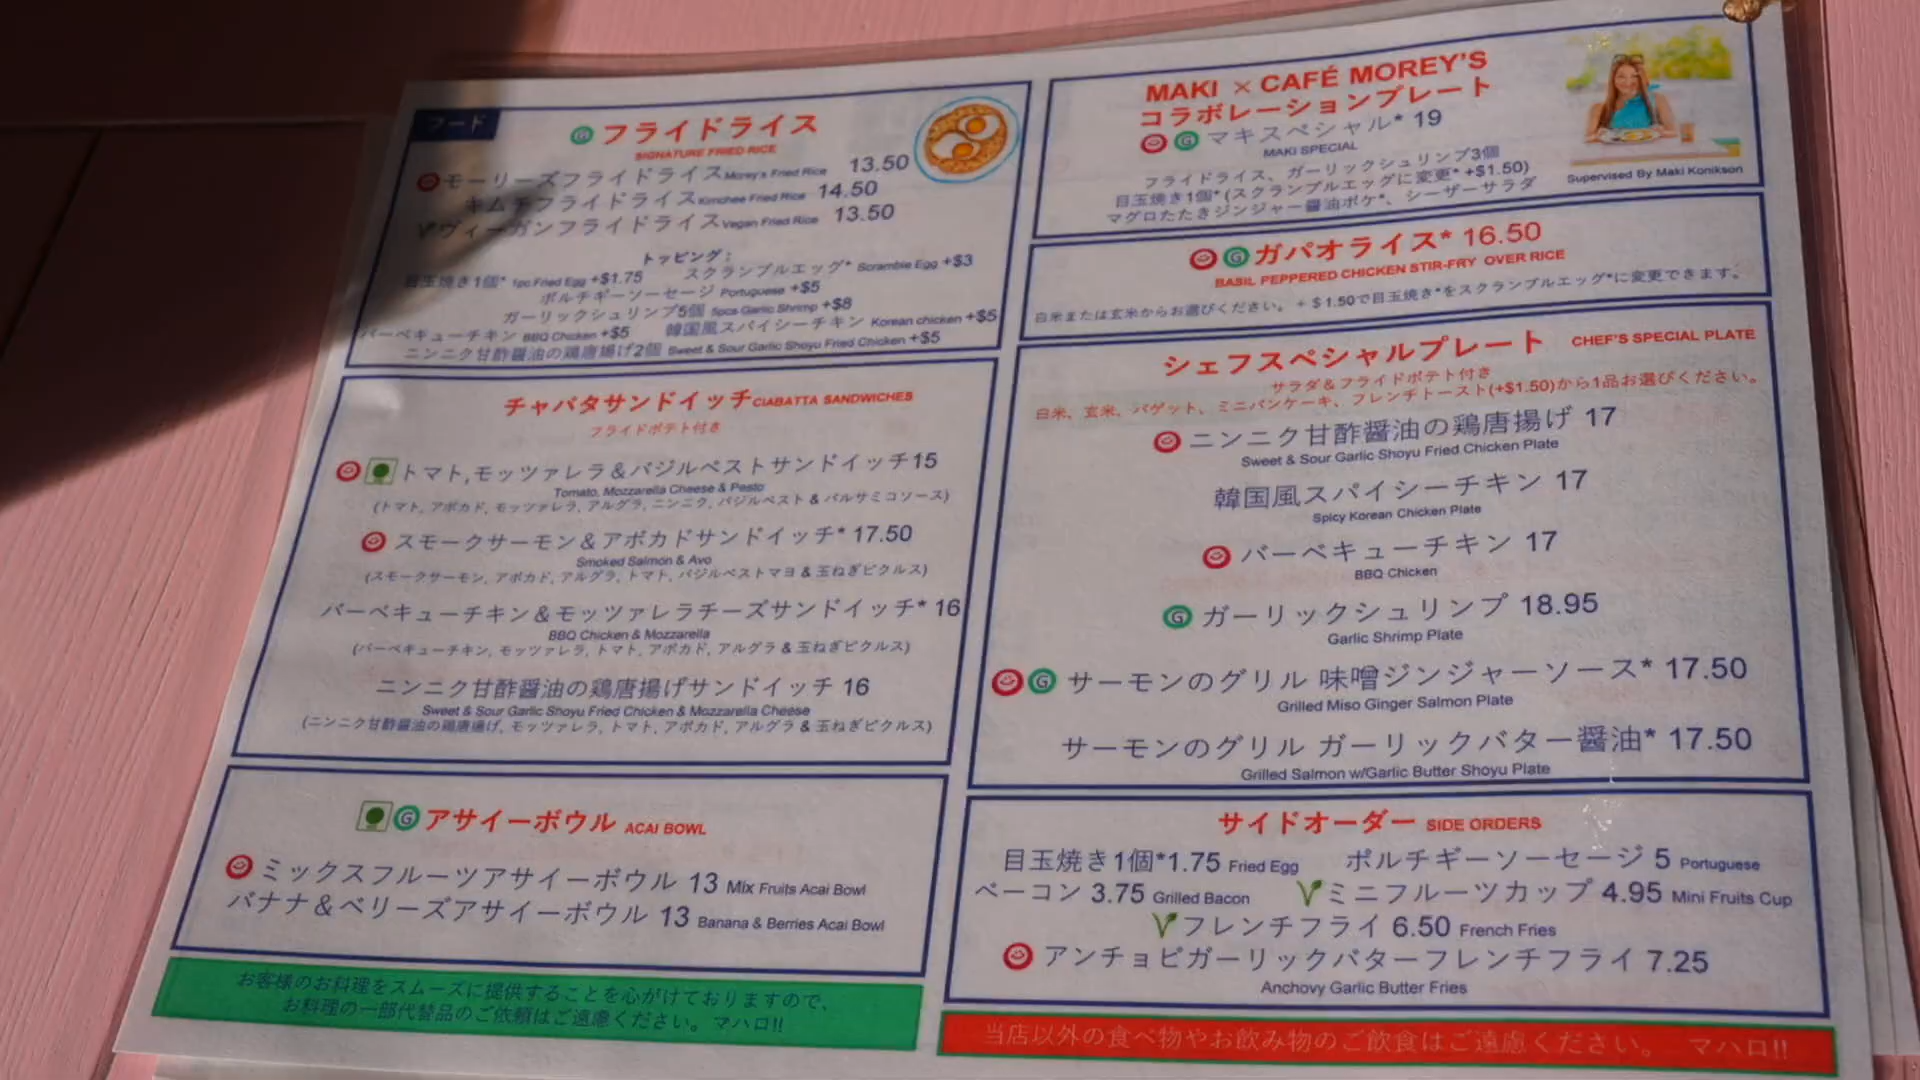 フード
Ⓖ フライドライス
SIGNATURE FRIED RICE
モーリーズフライドライス Morey's Fried Rice 13.50
キムチフライドライス Kimchee Fried Rice 14.50
ヴィーガンフライドライス Vegan Fried Rice 13.50
トッピング：
目玉焼き1個* 1pc Fried Egg +$1.75 スクランブルエッグ* Scramble Egg +$3
ポルチギーソーセージ Portuguese +$5
ガーリックシュリンプ5個 5pcs Garlic Shrimp +$8
バーベキューチキン BBQ Chicken +$5 韓国風スパイシーチキン Korean chicken +$5
ニンニク甘酢醤油の鶏唐揚げ2個 Sweet & Sour Garlic Shoyu Fried Chicken +$5
チャバタサンドイッチ CIABATTA SANDWICHES
フライドポテト付き
トマト,モッツァレラ＆バジルペストサンドイッチ15
Tomato, Mozzarella Cheese & Pesto
(トマト, アボカド, モッツァレラ, アルグラ, ニンニク, バジルペスト & バルサミコソース)
スモークサーモン＆アボカドサンドイッチ* 17.50
Smoked Salmon & Avo
(スモークサーモン, アボカド, アルグラ, トマト, バジルペストマヨ & 玉ねぎピクルス)
バーベキューチキン＆モッツァレラチーズサンドイッチ* 16
BBQ Chicken & Mozzarella
(バーベキューチキン, モッツァレラ, トマト, アボカド, アルグラ & 玉ねぎピクルス)
ニンニク甘酢醤油の鶏唐揚げサンドイッチ 16
Sweet & Sour Garlic Shoyu Fried Chicken & Mozzarella Cheese
(ニンニク甘酢醤油の鶏唐揚げ, モッツァレラ, トマト, アボカド, アルグラ & 玉ねぎピクルス)
Ⓖ アサイーボウル ACAI BOWL
ミックスフルーツアサイーボウル 13 Mix Fruits Acai Bowl
バナナ＆ベリーズアサイーボウル 13 Banana & Berries Acai Bowl
お客様のお料理をスムーズに提供することを心がけておりますので、
お料理の一部代替品のご依頼はご遠慮ください。マハロ!!
MAKI × CAFÉ MOREY'S
コラボレーションプレート
Ⓖ マキスペシャル* 19
MAKI SPECIAL
フライドライス、ガーリックシュリンプ3個
目玉焼き1個* (スクランブルエッグに変更* +$1.50)
マグロたたきジンジャー醤油ポケ*、シーザーサラダ
Supervised By Maki Konikson
Ⓖ ガパオライス* 16.50
BASIL PEPPERED CHICKEN STIR-FRY OVER RICE
白米または玄米からお選びください。+ $1.50で目玉焼き*をスクランブルエッグ*に変更できます。
シェフスペシャルプレート CHEF'S SPECIAL PLATE
サラダ＆フライドポテト付き
白米、玄米、バゲット、ミニパンケーキ、フレンチトースト(+$1.50)から1品お選びください。
ニンニク甘酢醤油の鶏唐揚げ 17
Sweet & Sour Garlic Shoyu Fried Chicken Plate
韓国風スパイシーチキン 17
Spicy Korean Chicken Plate
バーベキューチキン 17
BBQ Chicken
Ⓖ ガーリックシュリンプ 18.95
Garlic Shrimp Plate
Ⓖ サーモンのグリル 味噌ジンジャーソース* 17.50
Grilled Miso Ginger Salmon Plate
サーモンのグリル ガーリックバター醤油* 17.50
Grilled Salmon w/Garlic Butter Shoyu Plate
サイドオーダー SIDE ORDERS
目玉焼き1個*1.75 Fried Egg ポルチギーソーセージ 5 Portuguese
ベーコン 3.75 Grilled Bacon ミニフルーツカップ 4.95 Mini Fruits Cup
フレンチフライ 6.50 French Fries
アンチョビガーリックバターフレンチフライ 7.25
Anchovy Garlic Butter Fries
当店以外の食べ物やお飲み物のご飲食はご遠慮ください。 マハロ!!